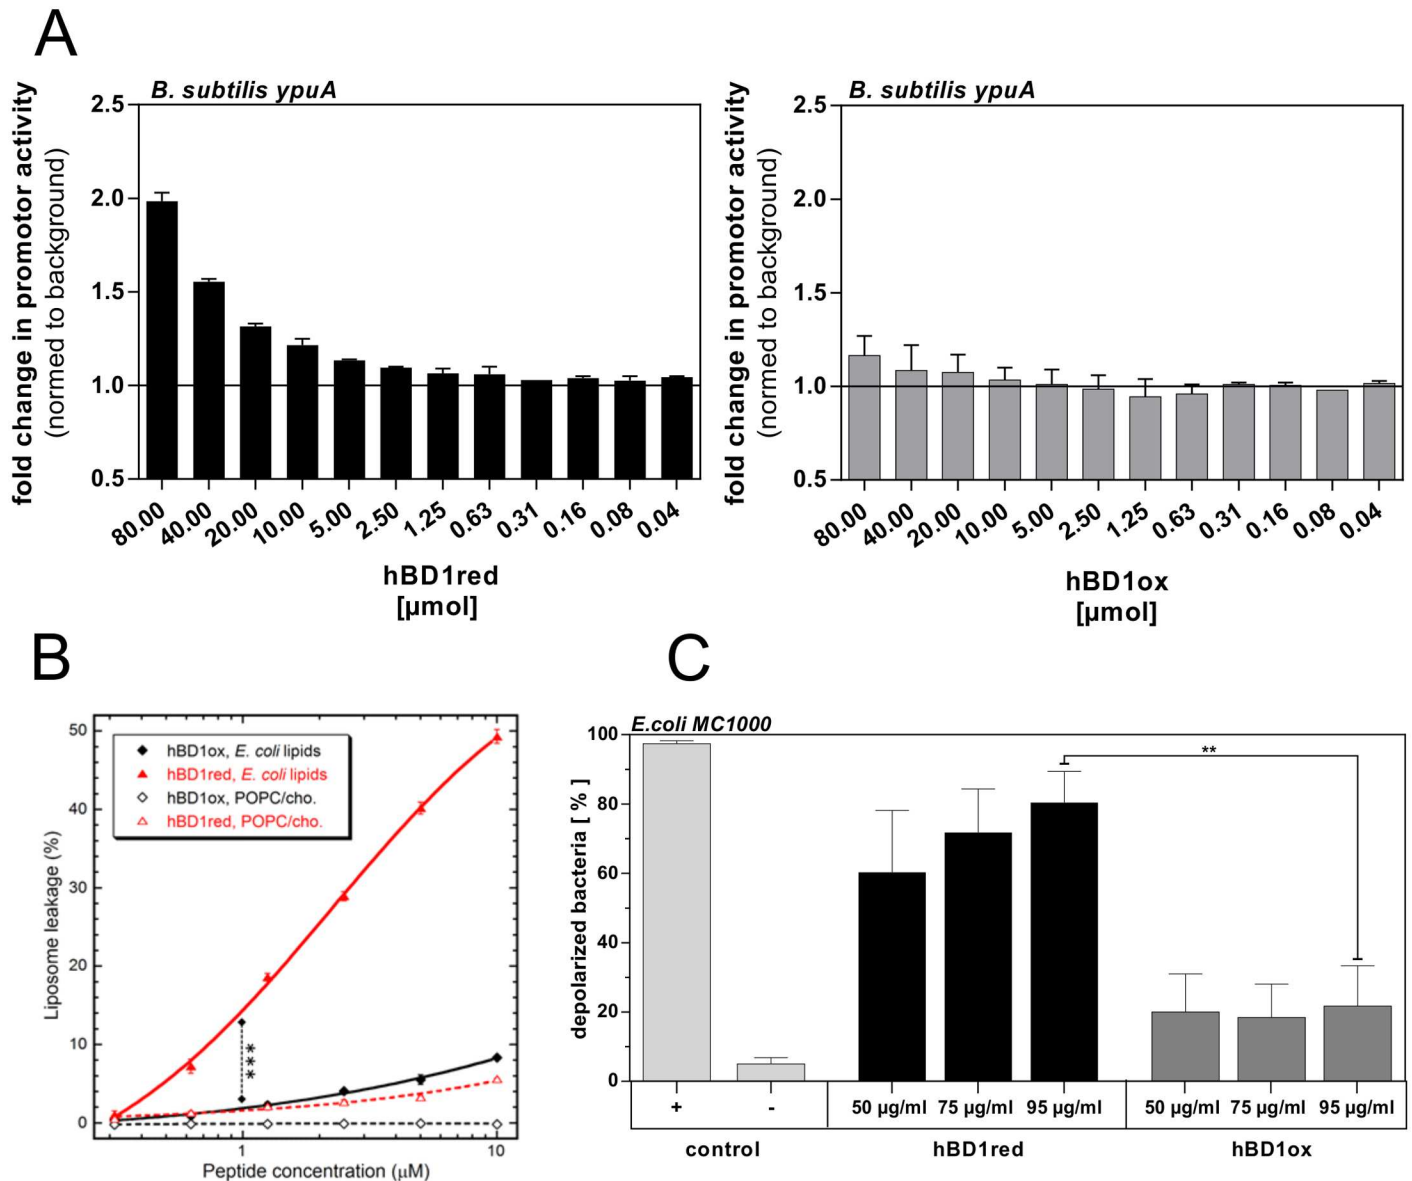 A
B. subtilis ypuA
fold change in promotor activity
(normed to background)
2.5
2.0
1.5
1.0
0.5
80.00 40.00 20.00 10.00 5.00 2.50 1.25 0.63 0.31 0.16 0.08 0.04
hBD1red
[µmol]
B. subtilis ypuA
fold change in promotor activity
(normed to background)
2.5
2.0
1.5
1.0
0.5
80.00 40.00 20.00 10.00 5.00 2.50 1.25 0.63 0.31 0.16 0.08 0.04
hBD1ox
[µmol]
B
Liposome leakage (%)
50
40
30
20
10
0
hBD1ox, E. coli lipids
hBD1red, E. coli lipids
hBD1ox, POPC/cho.
hBD1red, POPC/cho.
***
1 10
Peptide concentration (µM)
C
E.coli MC1000
depolarized bacteria [ % ]
100
80
60
40
20
0
**
+ - 50 µg/ml 75 µg/ml 95 µg/ml 50 µg/ml 75 µg/ml 95 µg/ml
control hBD1red hBD1ox